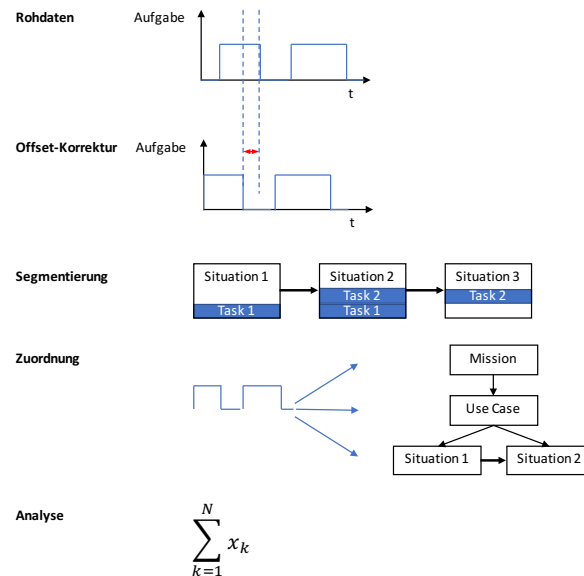 Rohdaten
Aufgabe
t
Offset-Korrektur
Aufgabe
t
Segmentierung
Situation 1
Task 1
Situation 2
Task 2
Task 1
Situation 3
Task 2
Zuordnung
Mission
Use Case
Situation 1
Situation 2
Analyse
N
∑ x_k
k=1